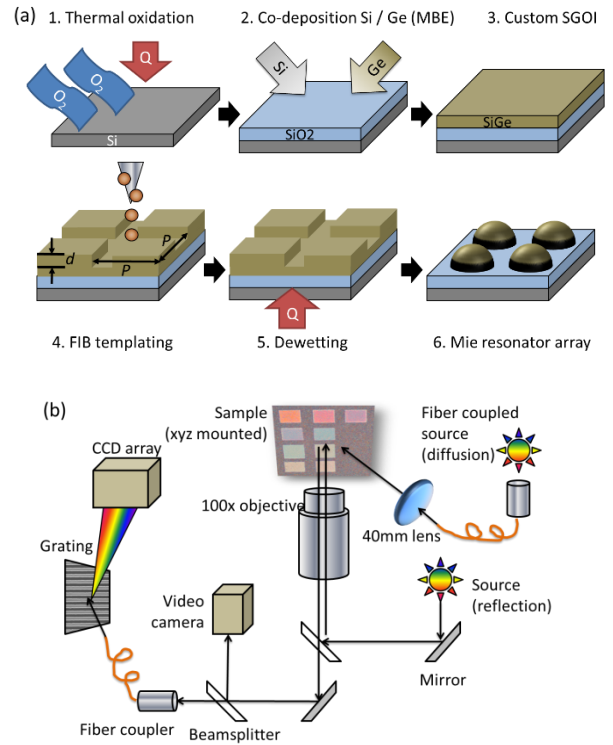 (a)
1. Thermal oxidation
2. Co-deposition Si / Ge (MBE)
3. Custom SGOI
O2
O2
Q
Si
Si
Ge
SiO2
SiGe
d
P
P
Q
4. FIB templating
5. Dewetting
6. Mie resonator array
(b)
Sample
(xyz mounted)
Fiber coupled
source
(diffusion)
CCD array
100x objective
40mm lens
Grating
Video
camera
Source
(reflection)
Mirror
Fiber coupler
Beamsplitter